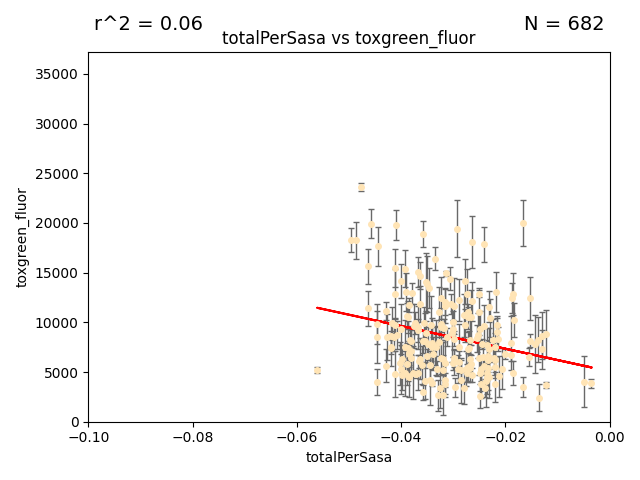 r^2 = 0.06
N = 682
totalPerSasa vs toxgreen_fluor
35000
30000
25000
20000
15000
10000
5000
0
toxgreen_fluor
−0.10
−0.08
−0.06
−0.04
−0.02
0.00
totalPerSasa